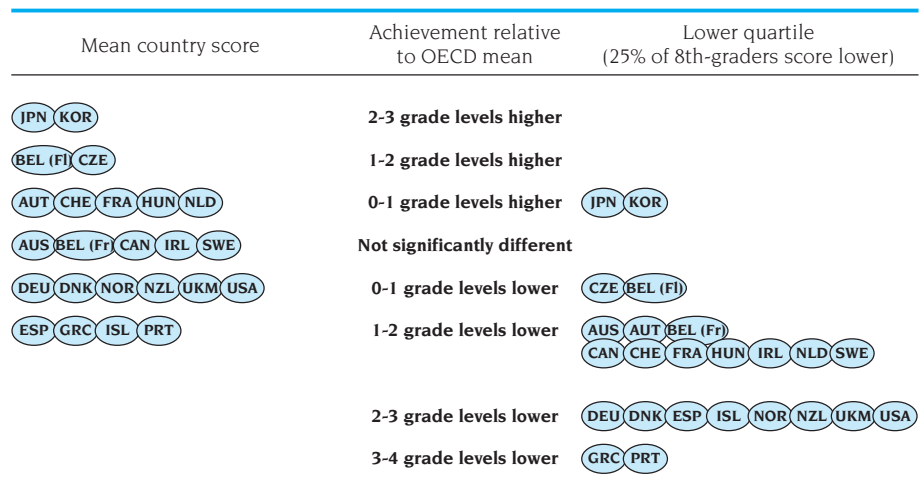 Mean country score
Achievement relative
to OECD mean
Lower quartile
(25% of 8th-graders score lower)
JPN KOR 2-3 grade levels higher
BEL (Fl) CZE 1-2 grade levels higher
AUT CHE FRA HUN NLD 0-1 grade levels higher JPN KOR
AUS BEL (Fr) CAN IRL SWE Not significantly different
DEU DNK NOR NZL UKM USA 0-1 grade levels lower CZE BEL (Fl)
ESP GRC ISL PRT 1-2 grade levels lower AUS AUT BEL (Fr)
CAN CHE FRA HUN IRL NLD SWE
2-3 grade levels lower DEU DNK ESP ISL NOR NZL UKM USA
3-4 grade levels lower GRC PRT